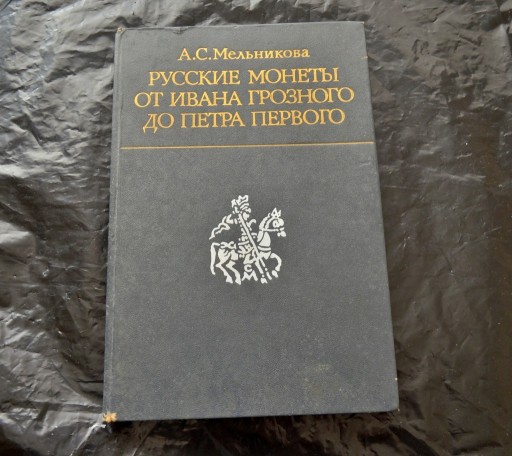 А.С.Мельникова
РУССКИЕ МОНЕТЫ
ОТ ИВАНА ГРОЗНОГО
ДО ПЕТРА ПЕРВОГО